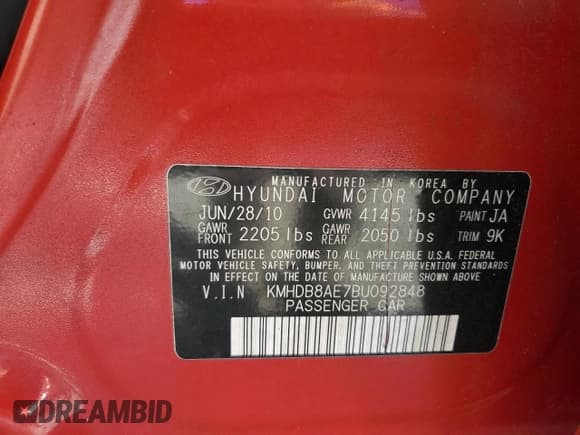 MANUFACTURED IN KOREA BY
HYUNDAI MOTOR COMPANY
JUN/28/10 GVWR 4145 lbs PAINT JA
GAWR FRONT 2205 lbs GAWR REAR 2050 lbs TRIM 9K
THIS VEHICLE CONFORMS TO ALL APPLICABLE U.S.A. FEDERAL
MOTOR VEHICLE SAFETY, BUMPER, AND THEFT PREVENTION STANDARDS
IN EFFECT ON THE DATE OF MANUFACTURE SHOWN ABOVE
V.I.N KMHDB8AE7BU092848
PASSENGER CAR
DREAMBID